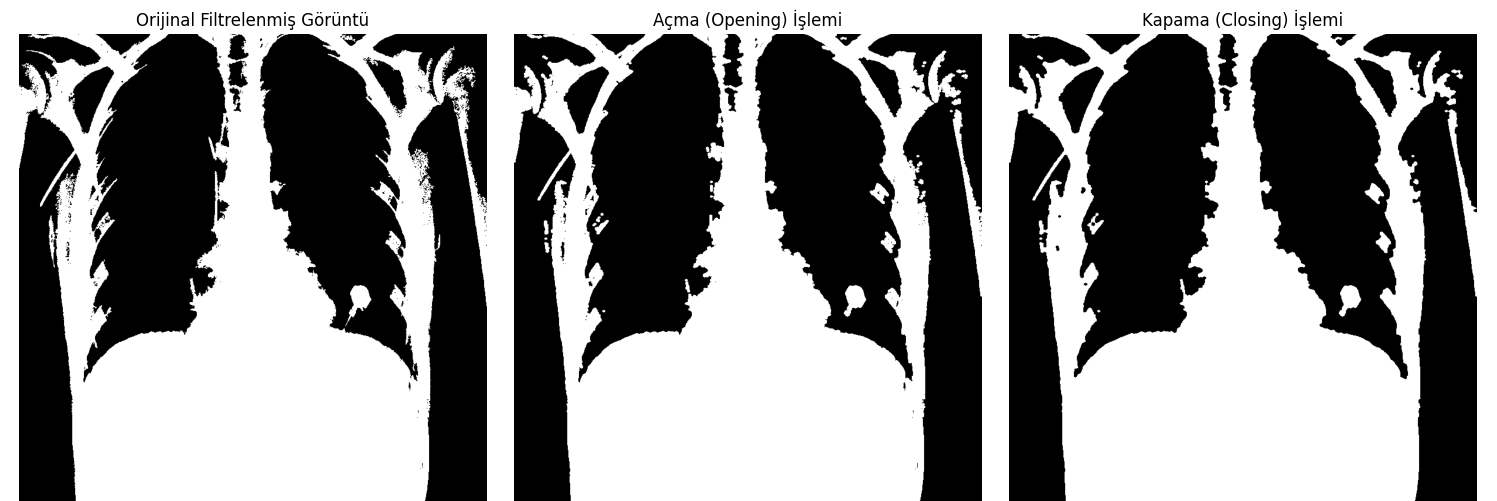 Orijinal Filtrelenmiş Görüntü
Açma (Opening) İşlemi
Kapama (Closing) İşlemi